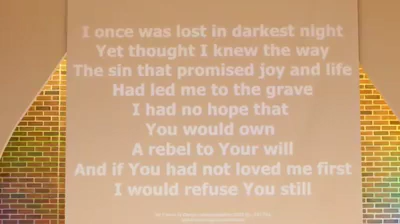 I once was lost in darkest night
Yet thought I knew the way
The sin that promised joy and life
Had led me to the grave
I had no hope that
You would own
A rebel to Your will
And if You had not loved me first
I would refuse You still